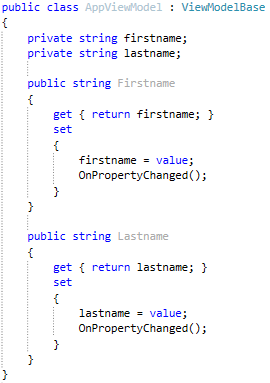 public class AppViewModel : ViewModelBase
{
    private string firstname;
    private string lastname;

    public string Firstname
    {
        get { return firstname; }
        set
        {
            firstname = value;
            OnPropertyChanged();
        }
    }

    public string Lastname
    {
        get { return lastname; }
        set
        {
            lastname = value;
            OnPropertyChanged();
        }
    }
}